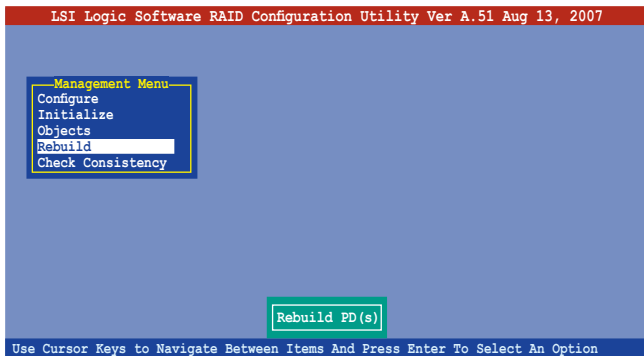 LSI Logic Software RAID Configuration Utility Ver A.51 Aug 13, 2007
Management Menu
Configure
Initialize
Objects
Rebuild
Check Consistency
Rebuild PD(s)
Use Cursor Keys to Navigate Between Items And Press Enter To Select An Option